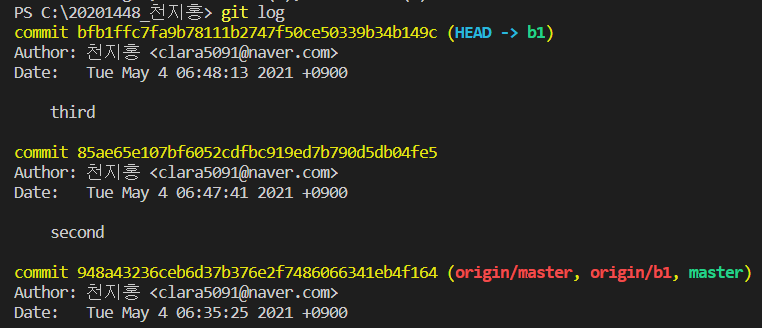 PS C:\20201448_천지홍> git log
commit bfb1ffc7fa9b78111b2747f50ce50339b34b149c (HEAD -> b1)
Author: 천지홍 <clara5091@naver.com>
Date:   Tue May 4 06:48:13 2021 +0900
third
commit 85ae65e107bf6052cdfbc919ed7b790d5db04fe5
Author: 천지홍 <clara5091@naver.com>
Date:   Tue May 4 06:47:41 2021 +0900
second
commit 948a43236ceb6d37b376e2f7486066341eb4f164 (origin/master, origin/b1, master)
Author: 천지홍 <clara5091@naver.com>
Date:   Tue May 4 06:35:25 2021 +0900